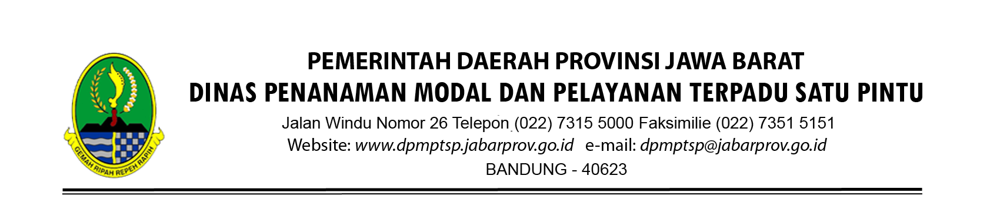 PEMERINTAH DAERAH PROVINSI JAWA BARAT
DINAS PENANAMAN MODAL DAN PELAYANAN TERPADU SATU PINTU
Jalan Windu Nomor 26 Telepon (022) 7315 5000 Faksimilie (022) 7351 5151
Website: www.dpmptsp.jabarprov.go.id e-mail: dpmptsp@jabarprov.go.id
BANDUNG - 40623
GEMAH RIPAH REPEH RAPIH